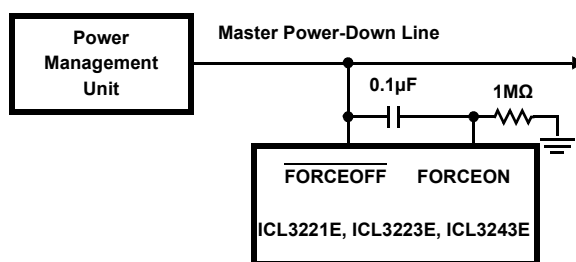 Power
Management
Unit
Master Power-Down Line
0.1µF
1MΩ
FORCEOFF FORCEON
ICL3221E, ICL3223E, ICL3243E